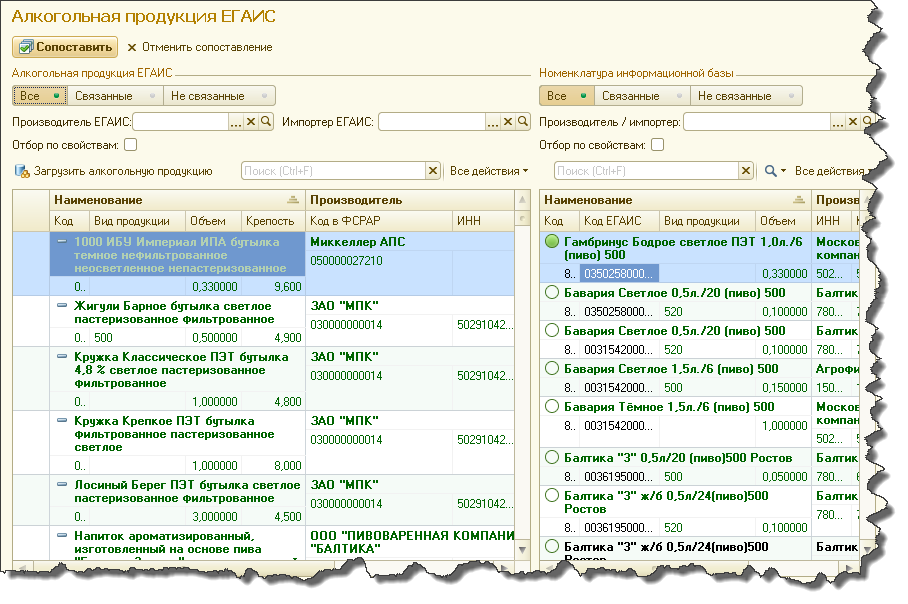 Алкогольная продукция ЕГАИС
Сопоставить Отменить сопоставление
Алкогольная продукция ЕГАИС
Все Связанные Не связанные
Производитель ЕГАИС: ... Импортер ЕГАИС: ...
Отбор по свойствам:
Загрузить алкогольную продукцию Поиск (Ctrl+F) Все действия
Наименование Производитель
Код Вид продукции Объем Крепость Код в ФСРАР ИНН
1000 ИБУ Империал ИПА бутылка Миккеллер АПС
темное нефильтрованное 050000027210
неосветленное непастеризованное
0.. 0,330000 9,600
Жигули Барное бутылка светлое ЗАО "МПК"
пастеризованное фильтрованное 030000000014 50291042...
0.. 500 0,500000 4,900
Кружка Классическое ПЭТ бутылка ЗАО "МПК"
4,8 % светлое пастеризованное 030000000014 50291042...
фильтрованное
0.. 1,000000 4,800
Кружка Крепкое ПЭТ бутылка ЗАО "МПК"
фильтрованное пастеризованное 030000000014 50291042...
светлое
0.. 1,000000 8,000
Лосиный Берег ПЭТ бутылка светлое ЗАО "МПК"
пастеризованное фильтрованное 030000000014 50291042...
0.. 3,000000 4,500
Напиток ароматизированный, ООО "ПИВОВАРЕННАЯ КОМПАНИ
изготовленный на основе пива "БАЛТИКА"
Номенклатура информационной базы
Все Связанные Не связанные
Производитель / импортер: ...
Отбор по свойствам:
Поиск (Ctrl+F) Все действия
Наименование Произв
Код Код ЕГАИС Вид продукции Объем ИНН
Гамбринус Бодрое светлое ПЭТ 1,0л./6 Москов
(пиво) 500 компан
8.. 0350258000... 0,330000 502...
Бавария Светлое 0,5л./20 (пиво) 500 Балтик
8.. 0350258000... 520 0,100000 780...
Бавария Светлое 0,5л./20 (пиво) 500 Балтик
8.. 0031542000... 520 0,100000 780...
Бавария Светлое 1,5л./6 (пиво) 500 Агрофи
8.. 0031542000... 500 0,150000 150...
Бавария Тёмное 1,5л./6 (пиво) 500 Москов
8.. 0031542000... 1,000000 компан
502...
Балтика "3" 0,5л/20 (пиво)500 Ростов Балтик
8.. 0036195000... 500 0,050000 780...
Балтика "3" ж/б 0,5л/24(пиво)500 Балтик
Ростов 780...
8.. 0036195000... 520 0,100000
Балтика "3" ж/б 0,5л/24(пиво)500 Балтик
Ростов